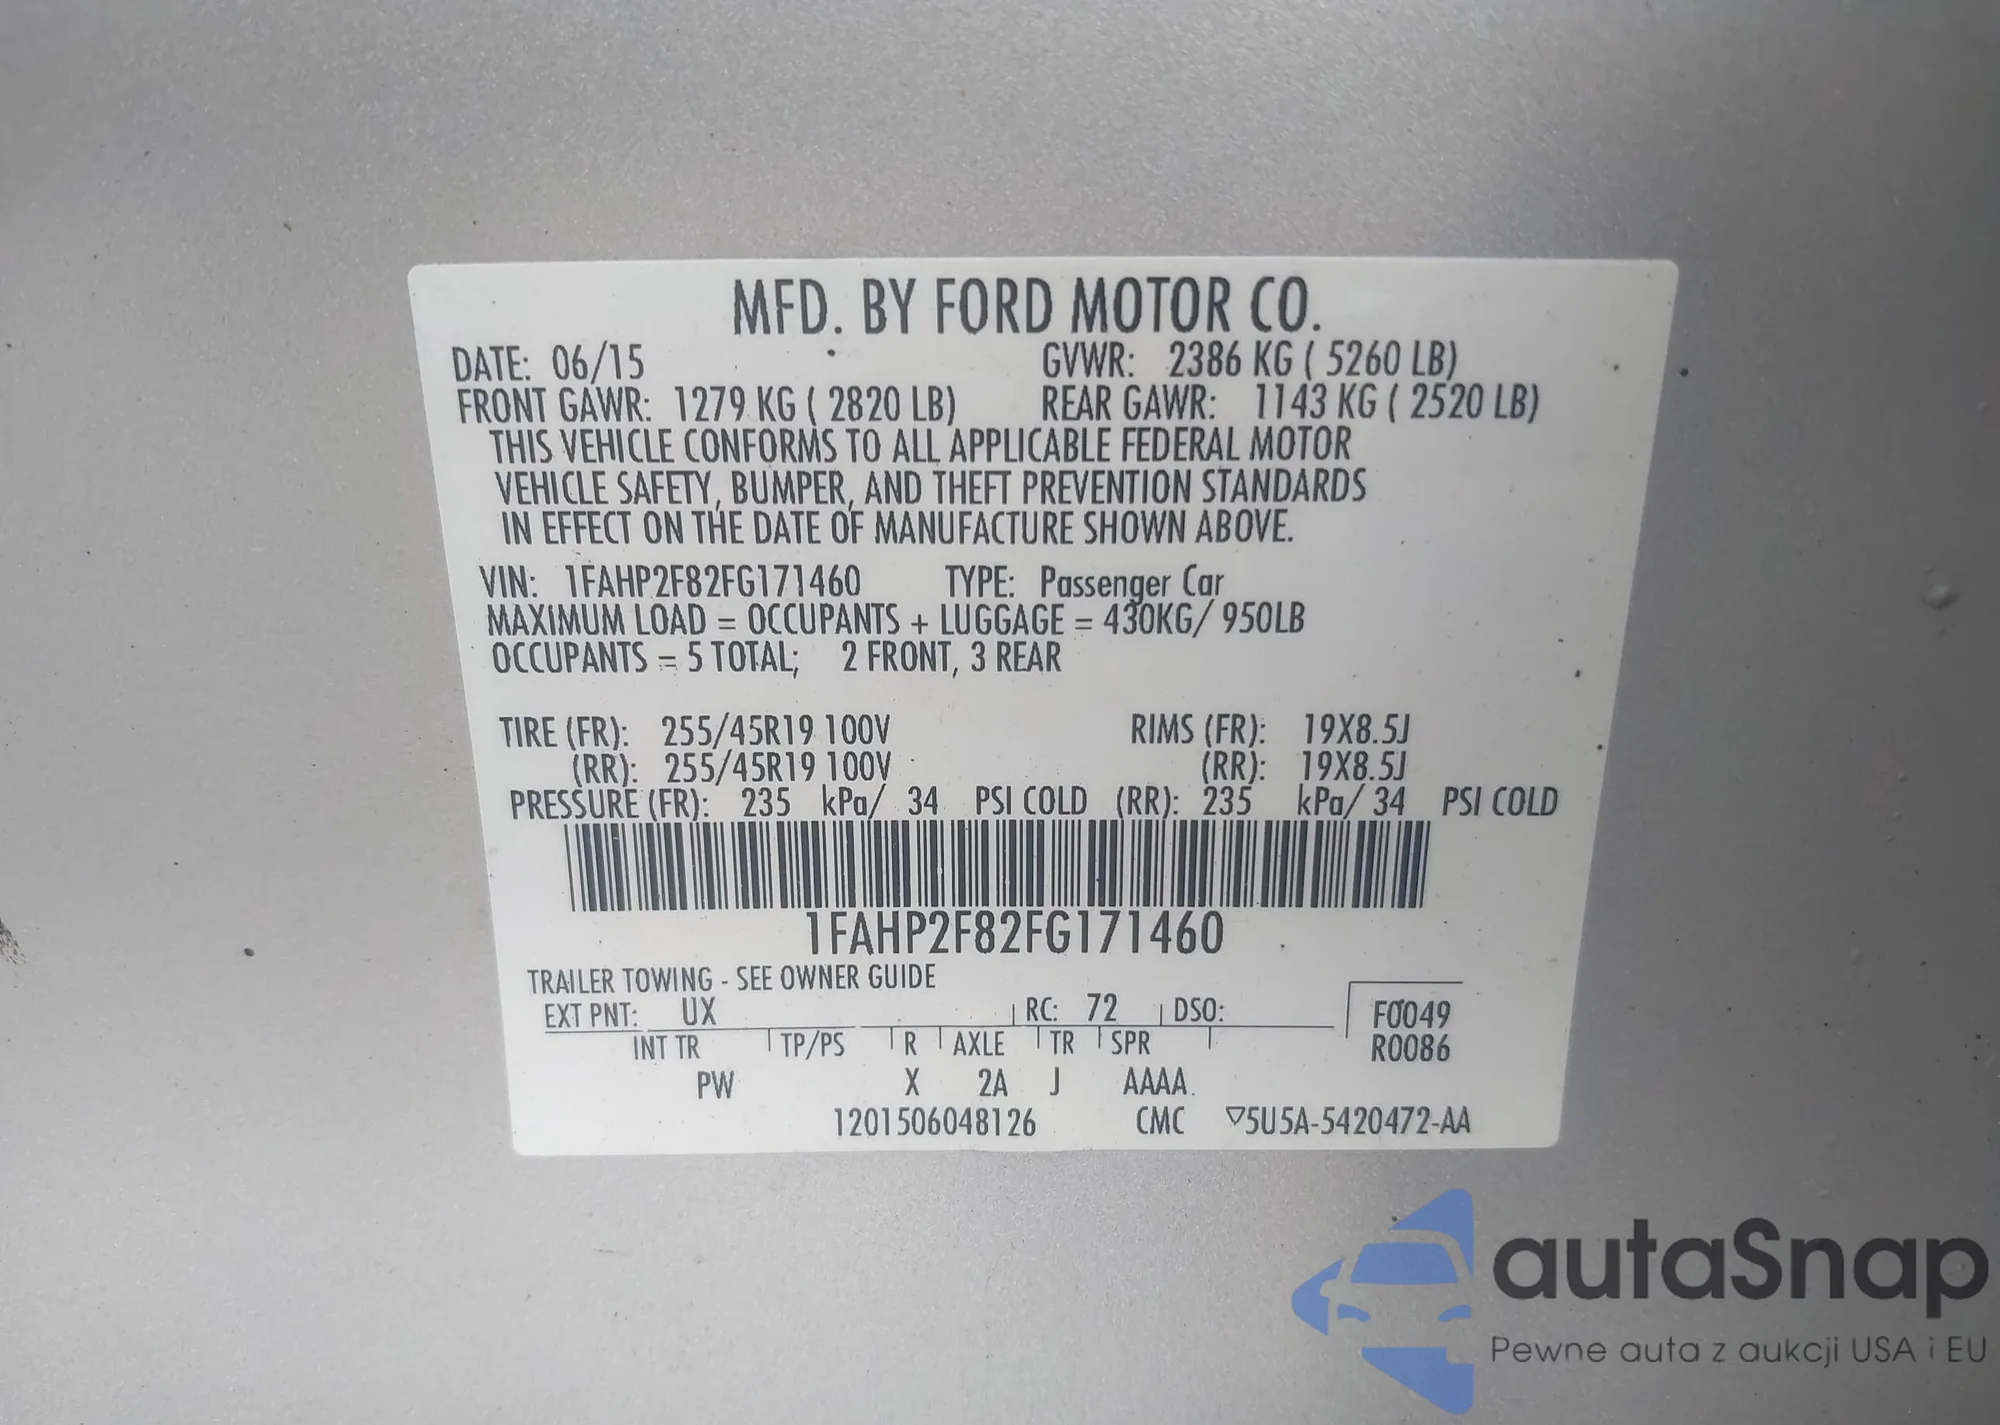 MFD. BY FORD MOTOR CO.
DATE: 06/15 GVWR: 2386 KG ( 5260 LB)
FRONT GAWR: 1279 KG ( 2820 LB) REAR GAWR: 1143 KG ( 2520 LB)
THIS VEHICLE CONFORMS TO ALL APPLICABLE FEDERAL MOTOR
VEHICLE SAFETY, BUMPER, AND THEFT PREVENTION STANDARDS
IN EFFECT ON THE DATE OF MANUFACTURE SHOWN ABOVE.
VIN: 1FAHP2F82FG171460 TYPE: Passenger Car
MAXIMUM LOAD = OCCUPANTS + LUGGAGE = 430KG/ 950LB
OCCUPANTS = 5 TOTAL; 2 FRONT, 3 REAR
TIRE (FR): 255/45R19 100V RIMS (FR): 19X8.5J
(RR): 255/45R19 100V (RR): 19X8.5J
PRESSURE (FR): 235 kPa/ 34 PSI COLD (RR): 235 kPa/ 34 PSI COLD
1FAHP2F82FG171460
TRAILER TOWING - SEE OWNER GUIDE
EXT PNT: UX RC: 72 DSO: F0049
INT TR TP/PS R AXLE TR SPR R0086
PW X 2A J AAAA
1201506048126 CMC ▽5U5A-5420472-AA
autaSnap
Pewne auta z aukcji USA i EU